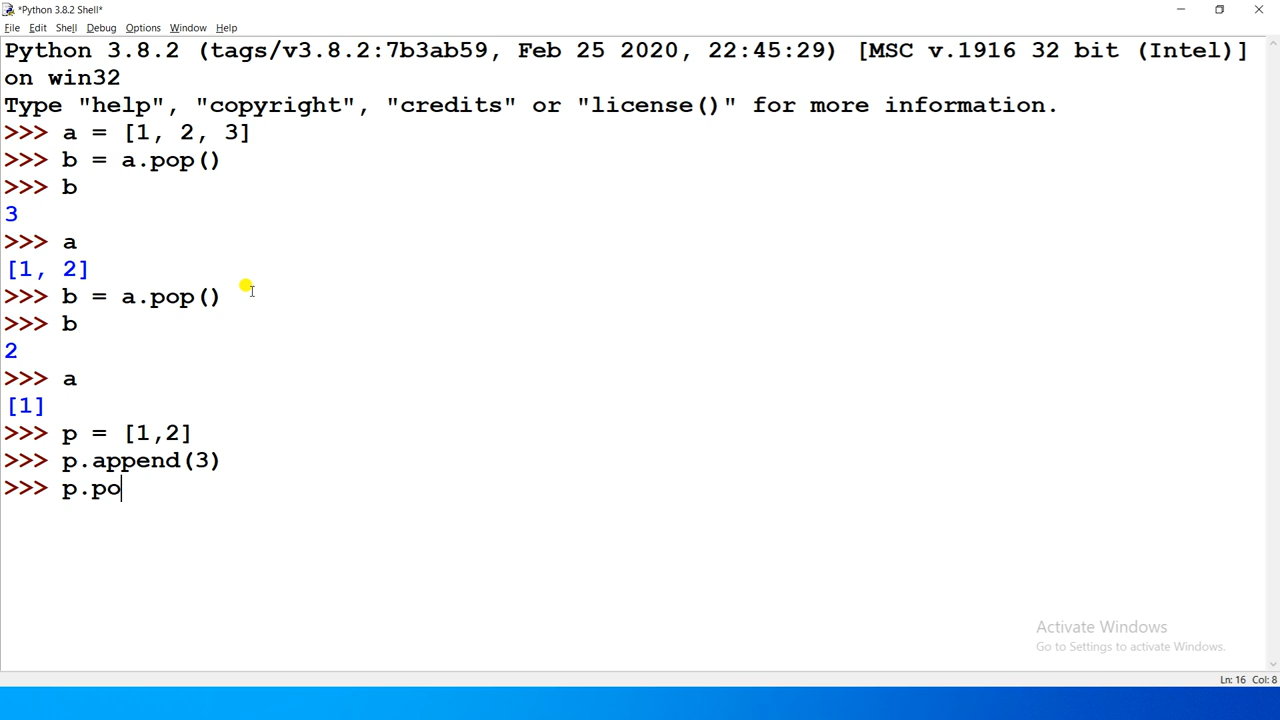 *Python 3.8.2 Shell*
File Edit Shell Debug Options Window Help
Python 3.8.2 (tags/v3.8.2:7b3ab59, Feb 25 2020, 22:45:29) [MSC v.1916 32 bit (Intel)]
on win32
Type "help", "copyright", "credits" or "license()" for more information.
>>> a = [1, 2, 3]
>>> b = a.pop()
>>> b
3
>>> a
[1, 2]
>>> b = a.pop()
>>> b
2
>>> a
[1]
>>> p = [1,2]
>>> p.append(3)
>>> p.po
Activate Windows
Go to Settings to activate Windows.
Ln: 16 Col: 8